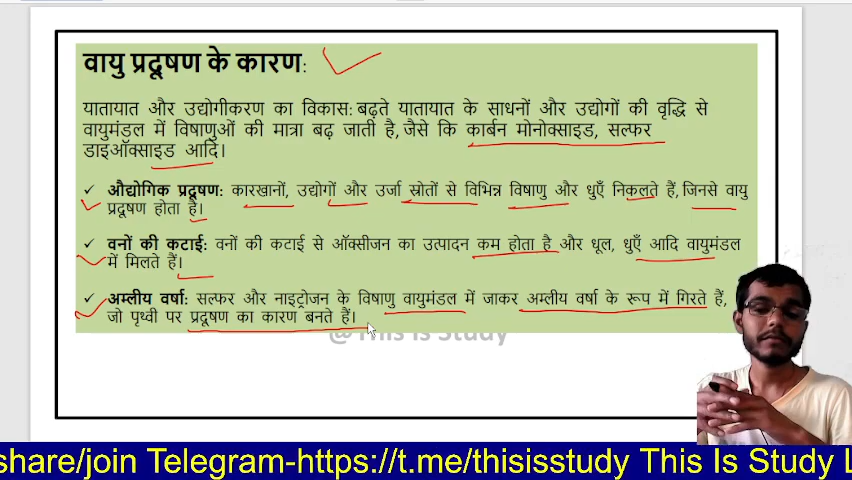 वायु प्रदूषण के कारण:
यातायात और उद्योगीकरण का विकास: बढ़ते यातायात के साधनों और उद्योगों की वृद्धि से
वायुमंडल में विषाणुओं की मात्रा बढ़ जाती है, जैसे कि कार्बन मोनोक्साइड, सल्फर
डाइऑक्साइड आदि।
✓ औद्योगिक प्रदूषण: कारखानों, उद्योगों और उर्जा स्रोतों से विभिन्न विषाणु और धुएँ निकलते हैं, जिनसे वायु
प्रदूषण होता है।
✓ वनों की कटाई: वनों की कटाई से ऑक्सीजन का उत्पादन कम होता है और धूल, धुएँ आदि वायुमंडल
में मिलते हैं।
✓ अम्लीय वर्षा: सल्फर और नाइट्रोजन के विषाणु वायुमंडल में जाकर अम्लीय वर्षा के रूप में गिरते हैं,
जो पृथ्वी पर प्रदूषण का कारण बनते हैं।
@This Is Study
share/join Telegram-https://t.me/thisisstudy This Is Study L